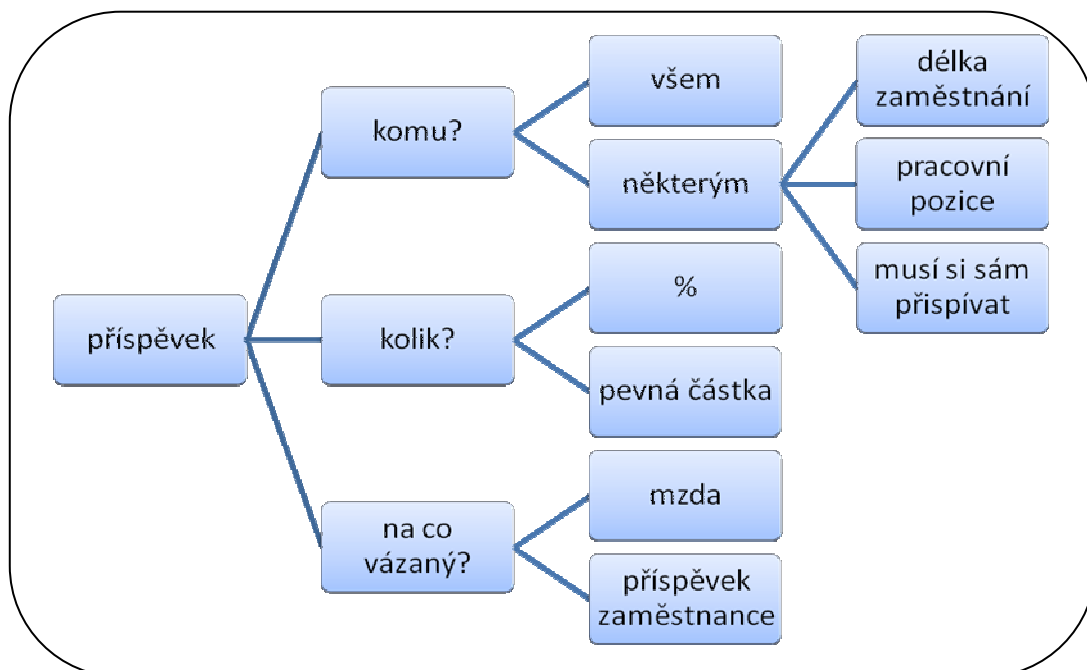 příspěvek
komu?
všem
některým
délka
zaměstnání
pracovní
pozice
musí si sám
přispívat
kolik?
%
pevná částka
na co
vázaný?
mzda
příspěvek
zaměstnance